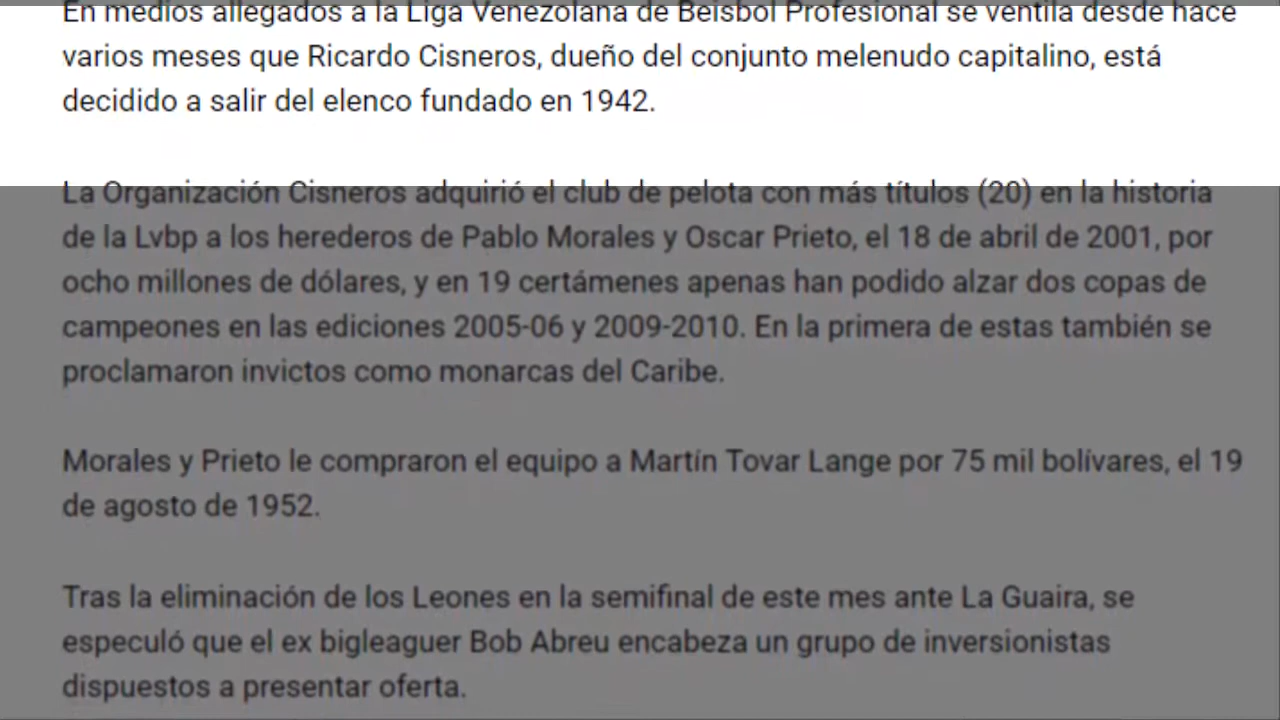 En medios allegados a la Liga Venezolana de Beisbol Profesional se ventila desde hace
varios meses que Ricardo Cisneros, dueño del conjunto melenudo capitalino, está
decidido a salir del elenco fundado en 1942.
La Organización Cisneros adquirió el club de pelota con más títulos (20) en la historia
de la Lvbp a los herederos de Pablo Morales y Oscar Prieto, el 18 de abril de 2001, por
ocho millones de dólares, y en 19 certámenes apenas han podido alzar dos copas de
campeones en las ediciones 2005-06 y 2009-2010. En la primera de estas también se
proclamaron invictos como monarcas del Caribe.
Morales y Prieto le compraron el equipo a Martín Tovar Lange por 75 mil bolívares, el 19
de agosto de 1952.
Tras la eliminación de los Leones en la semifinal de este mes ante La Guaira, se
especuló que el ex bigleaguer Bob Abreu encabeza un grupo de inversionistas
dispuestos a presentar oferta.